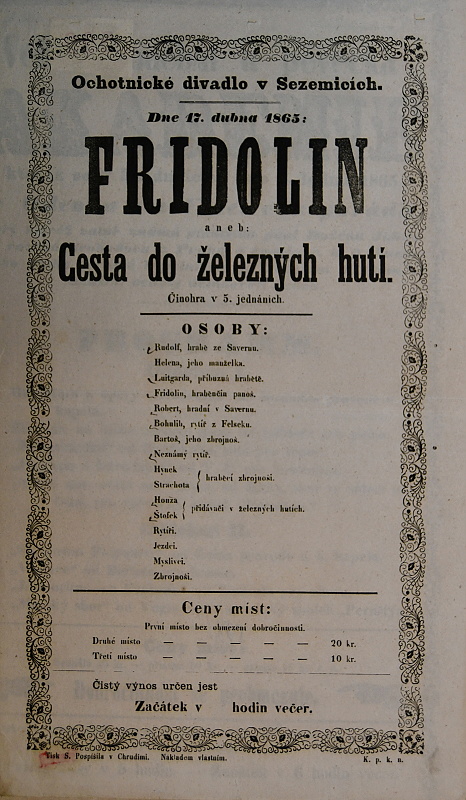 Ochotnické divadlo v Sezemicích.
Dne 17. dubna 1865:
FRIDOLIN
aneb:
Cesta do železných hutí.
Činohra v 5. jednáních.
OSOBY:
Rudolf, hrabě ze Savernu.
Helena, jeho manželka.
Luitgarda, příbuzná hraběte.
Fridolin, hraběnčin panoš.
Robert, hradní v Savernu.
Bohulib, rytíř z Felseku.
Bartoš, jeho zbrojnoš.
Neznámý rytíř.
Hynek
Strachota } hraběcí zbrojnoši.
Honza
Štofek } přidávači v železných hutích.
Rytíři.
Jezdci.
Myslivci.
Zbrojnoši.
Ceny míst:
První místo bez obmezení dobročinnosti.
Druhé místo — — — — — 20 kr.
Třetí místo — — — — — 10 kr.
Čistý výnos určen jest
Začátek v hodin večer.
Tisk S. Pospíšila v Chrudimi. Nákladem vlastním. K. p. k. n.